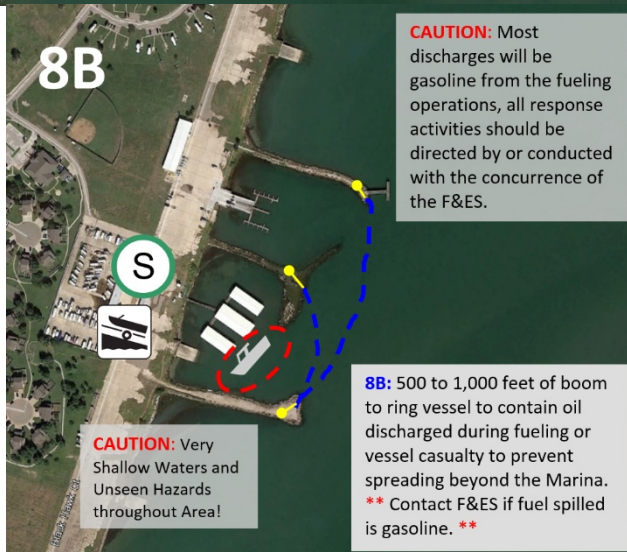 8B
CAUTION: Most
discharges will be
gasoline from the fueling
operations, all response
activities should be
directed by or conducted
with the concurrence of
the F&ES.
S
8B: 500 to 1,000 feet of boom
to ring vessel to contain oil
discharged during fueling or
vessel casualty to prevent
spreading beyond the Marina.
** Contact F&ES if fuel spilled
is gasoline. **
CAUTION: Very
Shallow Waters and
Unseen Hazards
throughout Area!
Black Hawk St